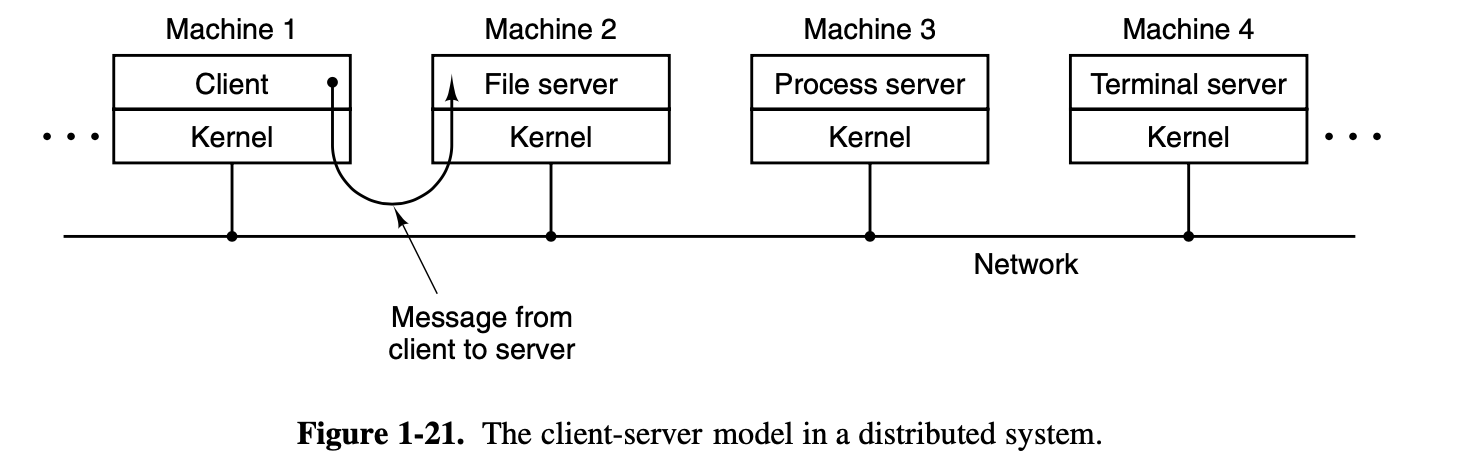 Machine 1
Machine 2
Machine 3
Machine 4
Client
File server
Process server
Terminal server
Kernel
Kernel
Kernel
Kernel
Network
Message from
client to server
Figure 1-21. The client-server model in a distributed system.